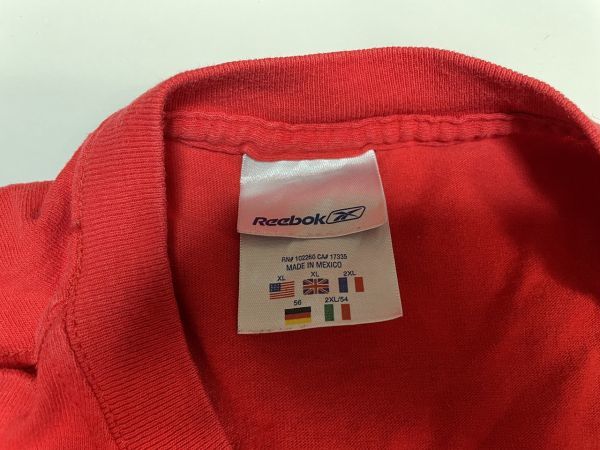 Reebok
RN# 102260 CA# 17335
MADE IN MEXICO
XL XL 2XL
56 2XL/54